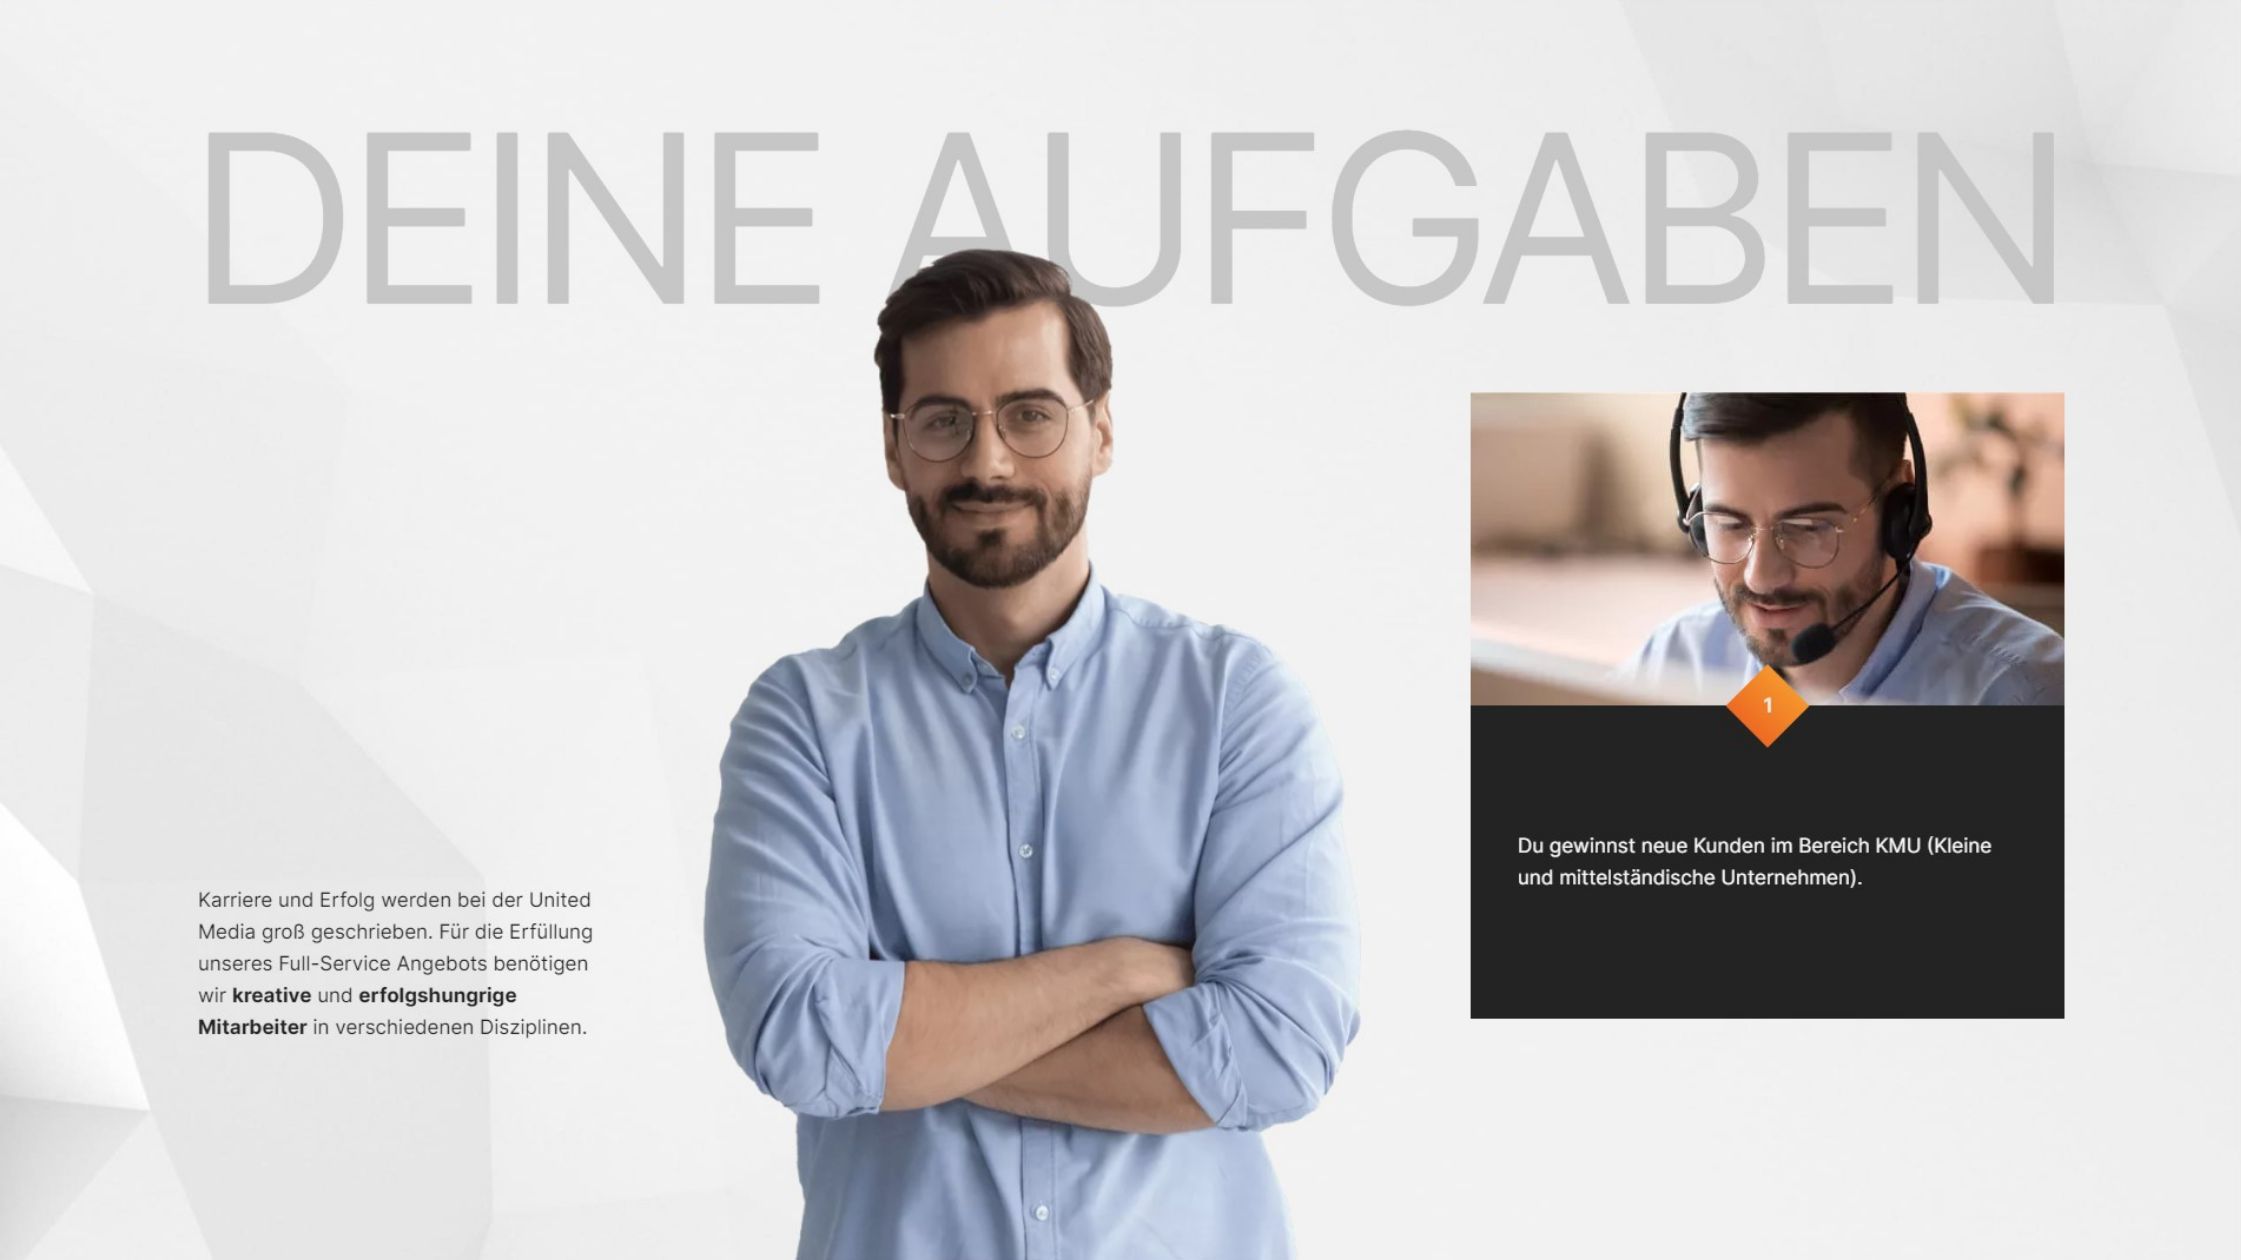 DEINE AUFGABEN
Karriere und Erfolg werden bei der United
Media groß geschrieben. Für die Erfüllung
unseres Full-Service Angebots benötigen
wir kreative und erfolgshungrige
Mitarbeiter in verschiedenen Disziplinen.
1
Du gewinnst neue Kunden im Bereich KMU (Kleine
und mittelständische Unternehmen).